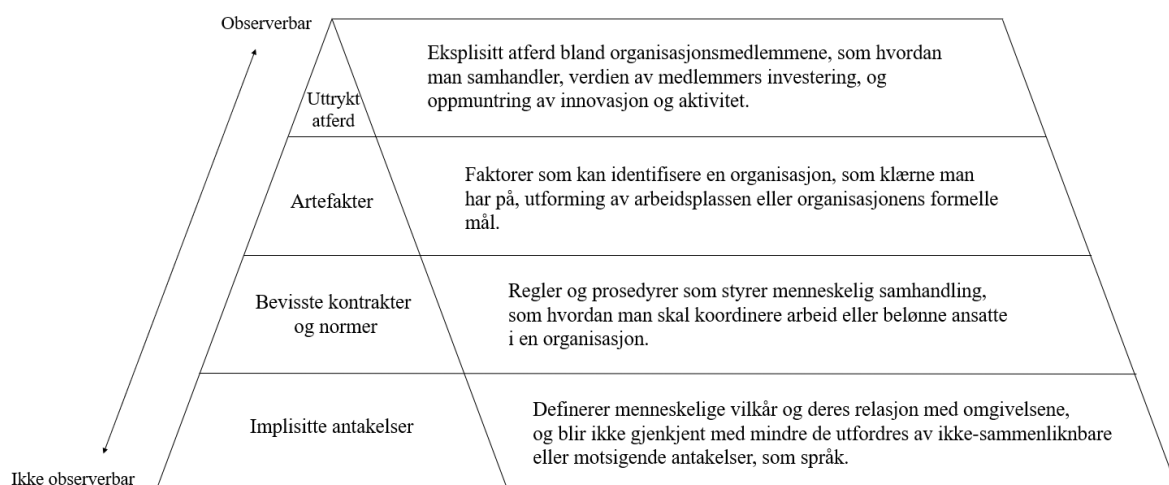 Observerbar
Uttrykt
atferd
Eksplisitt atferd bland organisasjonsmedlemmene, som hvordan
man samhandler, verdien av medlemmers investering, og
oppmuntring av innovasjon og aktivitet.
Artefakter
Faktorer som kan identifisere en organisasjon, som klærne man
har på, utforming av arbeidsplassen eller organisasjonens formelle
mål.
Bevisste kontrakter
og normer
Regler og prosedyrer som styrer menneskelig samhandling,
som hvordan man skal koordinere arbeid eller belønne ansatte
i en organisasjon.
Implisitte antakelser
Definerer menneskelige vilkår og deres relasjon med omgivelsene,
og blir ikke gjenkjent med mindre de utfordres av ikke-sammenliknbare
eller motsigende antakelser, som språk.
Ikke observerbar